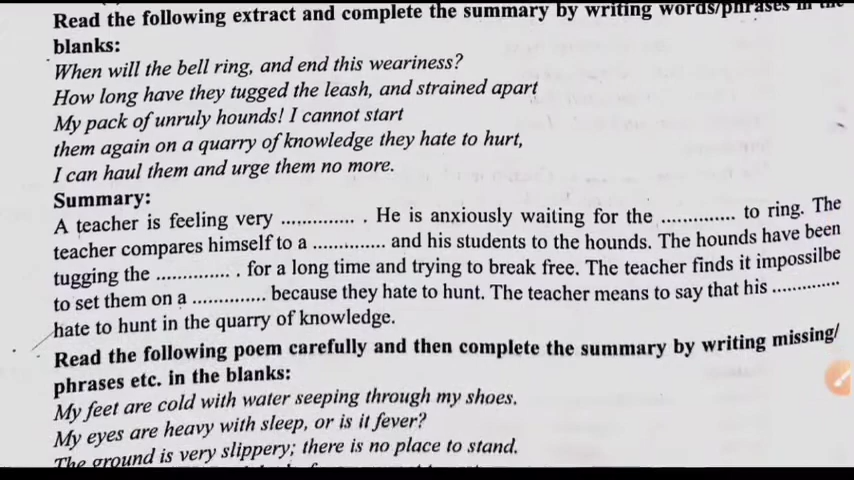 Read the following extract and complete the summary by writing words/phrases in the
blanks:
When will the bell ring, and end this weariness?
How long have they tugged the leash, and strained apart
My pack of unruly hounds! I cannot start
them again on a quarry of knowledge they hate to hurt,
I can haul them and urge them no more.
Summary:
A teacher is feeling very .............. . He is anxiously waiting for the .............. to ring. The
teacher compares himself to a .............. and his students to the hounds. The hounds have been
tugging the .............. . for a long time and trying to break free. The teacher finds it impossilbe
to set them on a .............. because they hate to hunt. The teacher means to say that his .............
hate to hunt in the quarry of knowledge.
Read the following poem carefully and then complete the summary by writing missing/
phrases etc. in the blanks:
My feet are cold with water seeping through my shoes.
My eyes are heavy with sleep, or is it fever?
The ground is very slippery; there is no place to stand.